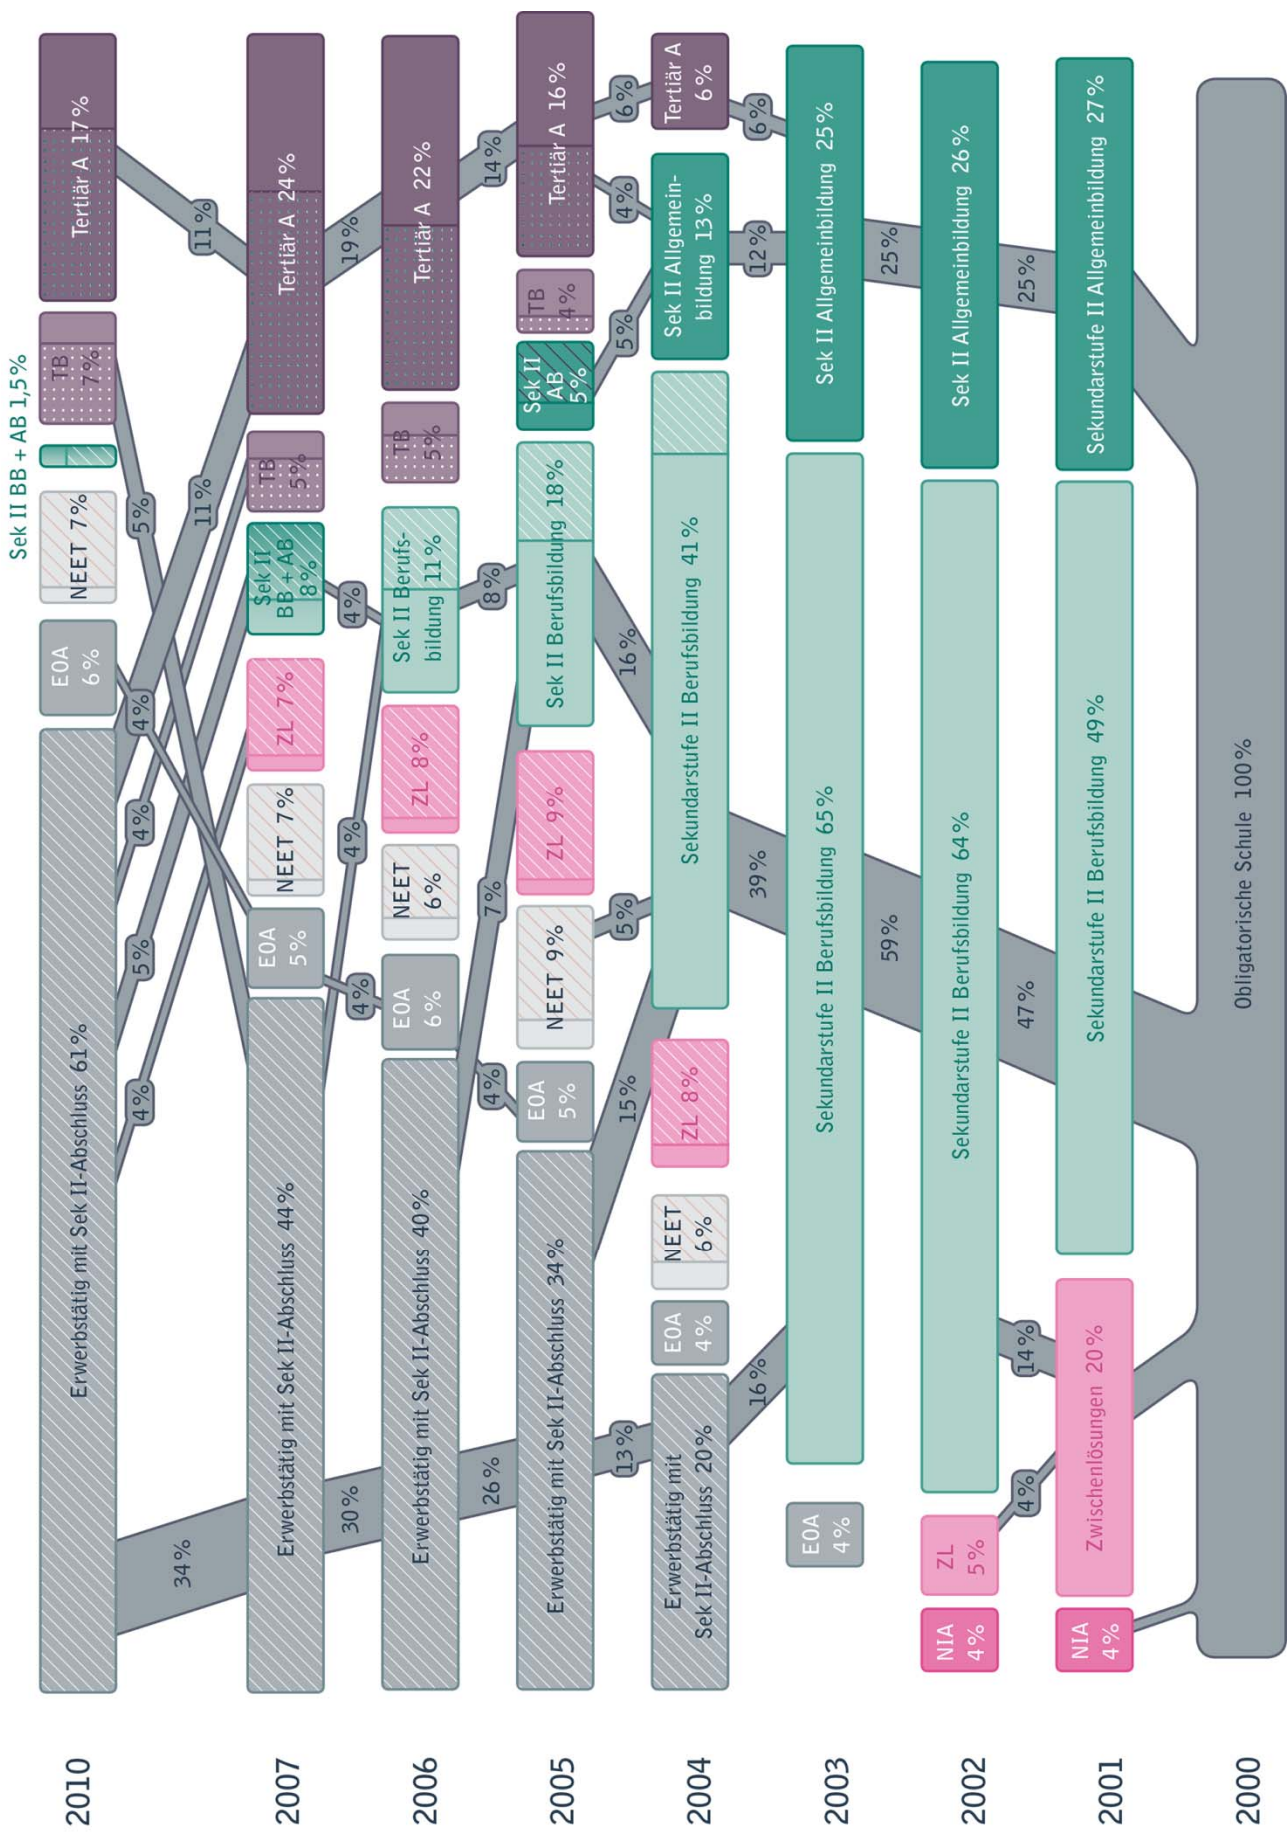 2010
Erwerbstätig mit Sek II-Abschluss 61%
E0A
6%
NEET 7%
Sek II BB + AB 1,5%
TB
7%
Tertiär A 17%
34%
4%
5%
4%
4%
11%
5%
11%
2007
Erwerbstätig mit Sek II-Abschluss 44%
E0A
5%
NEET 7%
ZL 7%
Sek II
BB + AB
8%
TB
5%
Tertiär A 24%
30%
4%
4%
4%
19%
2006
Erwerbstätig mit Sek II-Abschluss 40%
E0A
6%
NEET
6%
ZL 8%
Sek II Berufs-
bildung 11%
TB
5%
Tertiär A 22%
26%
4%
7%
8%
14%
2005
Erwerbstätig mit Sek II-Abschluss 34%
E0A
5%
NEET 9%
ZL 9%
Sek II Berufsbildung 18%
Sek II
AB
5%
TB
4%
Tertiär A 16%
13%
15%
5%
16%
5%
4%
6%
2004
Erwerbstätig mit
Sek II-Abschluss 20%
E0A
4%
NEET
6%
ZL 8%
Sekundarstufe II Berufsbildung 41%
Sek II Allgemein-
bildung 13%
Tertiär A
6%
16%
39%
12%
6%
2003
E0A
4%
Sekundarstufe II Berufsbildung 65%
Sek II Allgemeinbildung 25%
59%
25%
2002
NIA
4%
ZL
5%
Sekundarstufe II Berufsbildung 64%
Sek II Allgemeinbildung 26%
4%
14%
47%
25%
2001
NIA
4%
Zwischenlösungen 20%
Sekundarstufe II Berufsbildung 49%
Sekundarstufe II Allgemeinbildung 27%
2000
Obligatorische Schule 100%